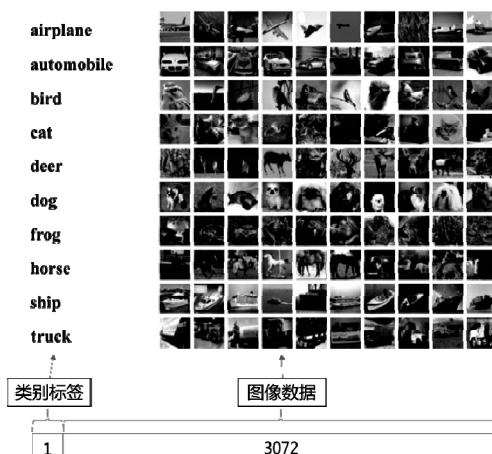 airplane
automobile
bird
cat
deer
dog
frog
horse
ship
truck
类别标签 图像数据
1 3072